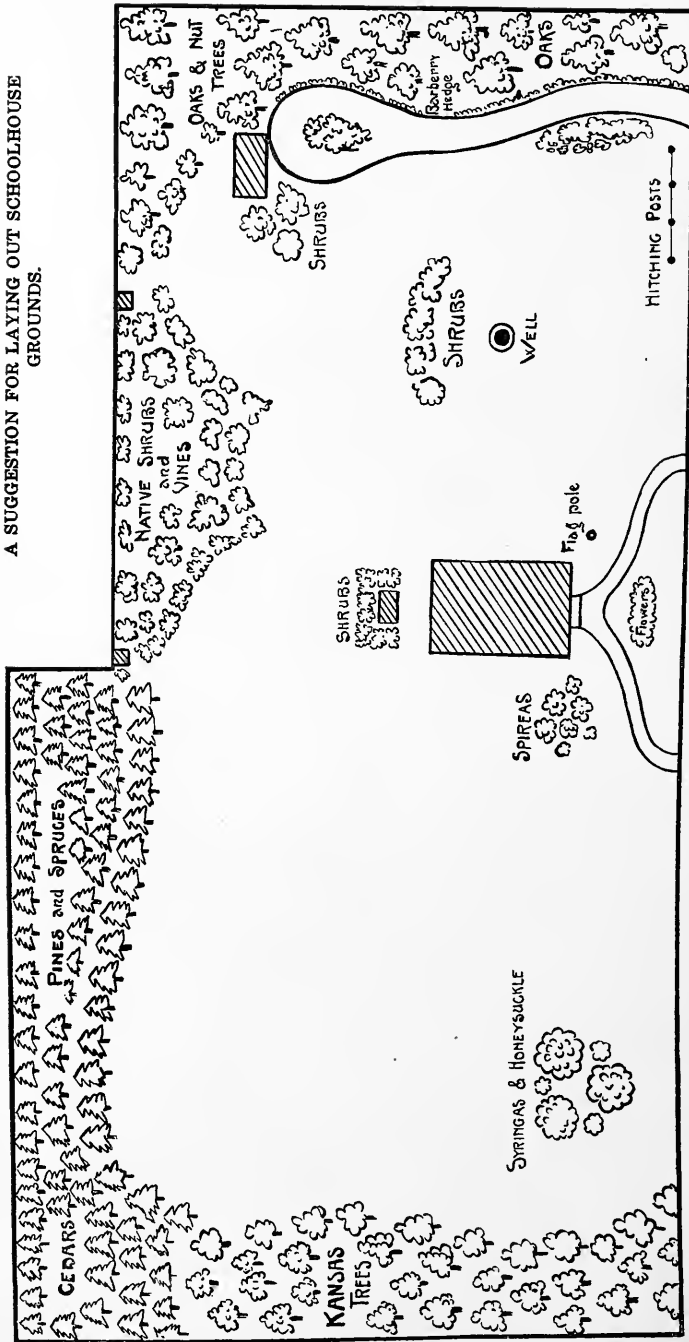 A SUGGESTION FOR LAYING OUT SCHOOLHOUSE
GROUNDS.
CEDARS
PINES and SPRUCES
NATIVE SHRUBS
and
VINES
OAKS & NUT
TREES
SHRUBS
Barberry
Hedge
OAKS
SHRUBS
WELL
HITCHING POSTS
SHRUBS
Flag pole
Flowers
SPIREAS
SYRINGAS & HONEYSUCKLE
KANSAS
TREES